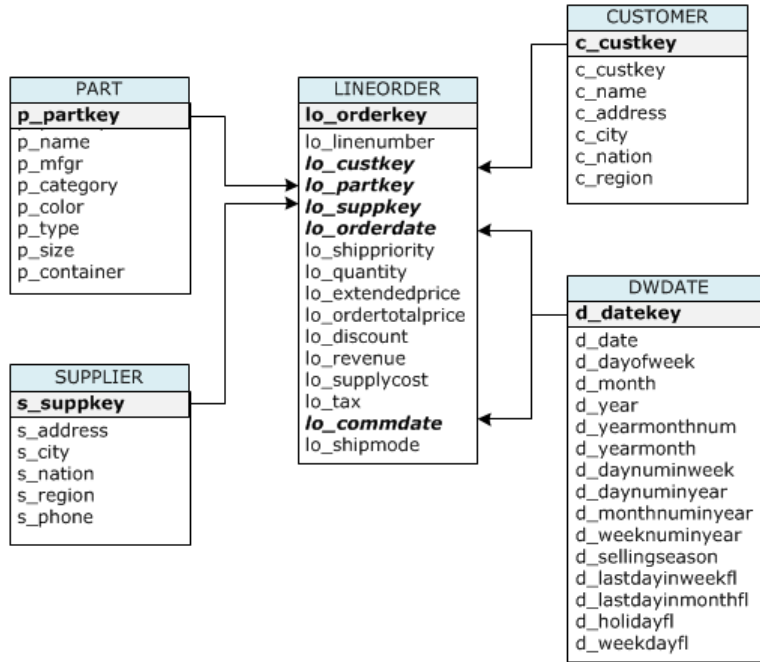 PART
p_partkey
p_name
p_mfgr
p_category
p_color
p_type
p_size
p_container
SUPPLIER
s_suppkey
s_address
s_city
s_nation
s_region
s_phone
LINEORDER
lo_orderkey
lo_linenumber
lo_custkey
lo_partkey
lo_suppkey
lo_orderdate
lo_shippriority
lo_quantity
lo_extendedprice
lo_ordertotalprice
lo_discount
lo_revenue
lo_supplycost
lo_tax
lo_commdate
lo_shipmode
CUSTOMER
c_custkey
c_custkey
c_name
c_address
c_city
c_nation
c_region
DWDATE
d_datekey
d_date
d_dayofweek
d_month
d_year
d_yearmonthnum
d_yearmonth
d_daynuminweek
d_daynuminyear
d_monthnuminyear
d_weeknuminyear
d_sellingseason
d_lastdayinweekfl
d_lastdayinmonthfl
d_holidayfl
d_weekdayfl